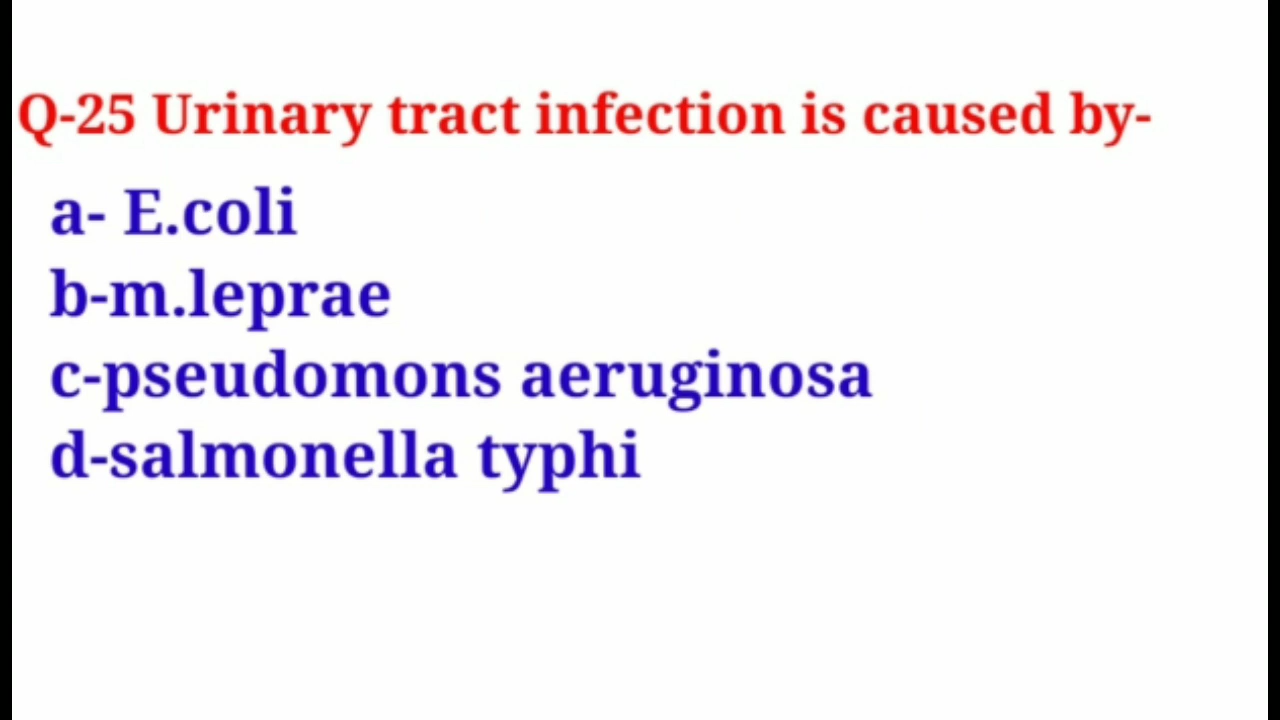 Q-25 Urinary tract infection is caused by-
a- E.coli
b-m.leprae
c-pseudomons aeruginosa
d-salmonella typhi